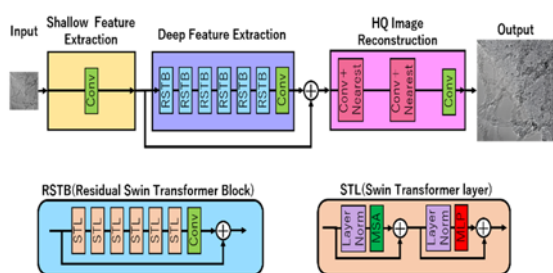 Input
Shallow Feature
Extraction
Deep Feature Extraction
HQ Image
Reconstruction
Output
Conv
RSTB
RSTB
RSTB
RSTB
RSTB
RSTB
Conv
Conv +
Nearest
Conv +
Nearest
Conv
RSTB(Residual Swin Transformer Block)
STL
STL
STL
STL
STL
STL
Conv
STL(Swin Transformer layer)
Layer
Norm
MSA
Layer
Norm
MLP